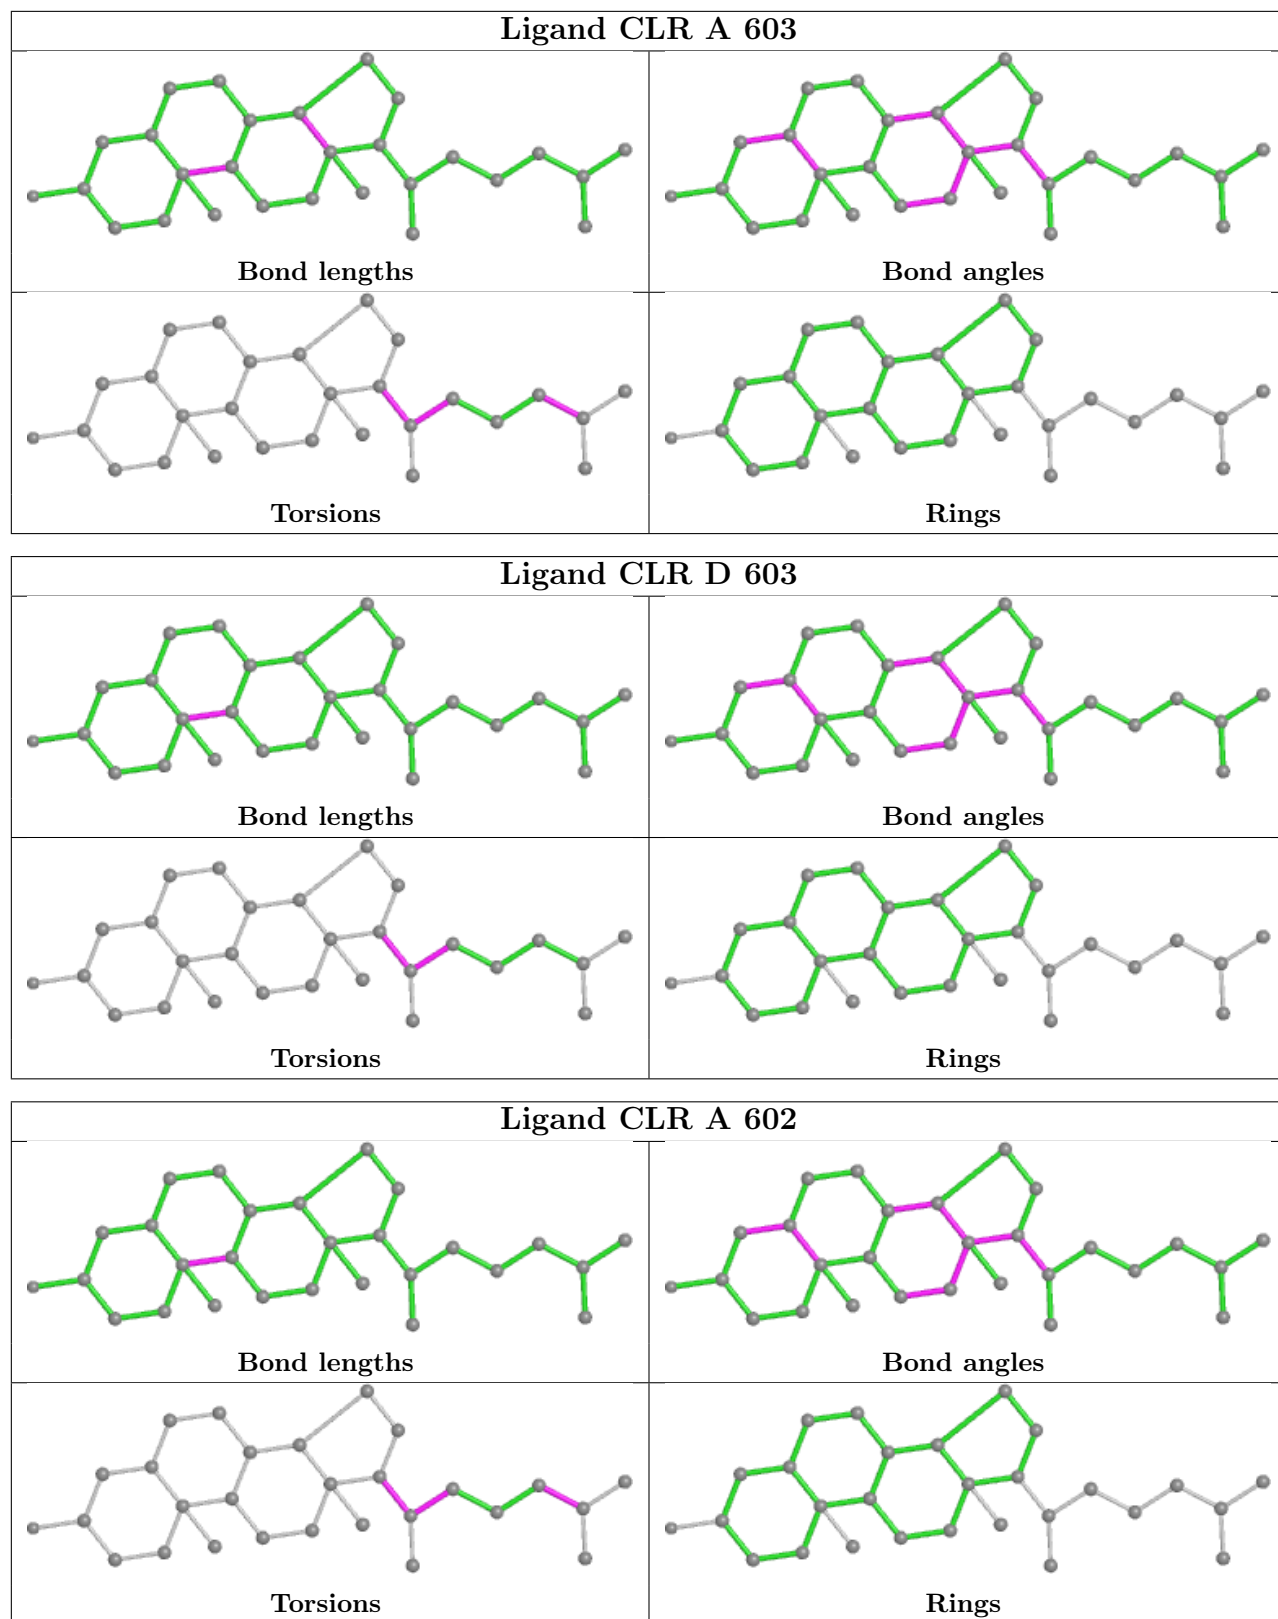 Ligand CLR A 603
Bond lengths
Bond angles
Torsions
Rings
Ligand CLR D 603
Bond lengths
Bond angles
Torsions
Rings
Ligand CLR A 602
Bond lengths
Bond angles
Torsions
Rings